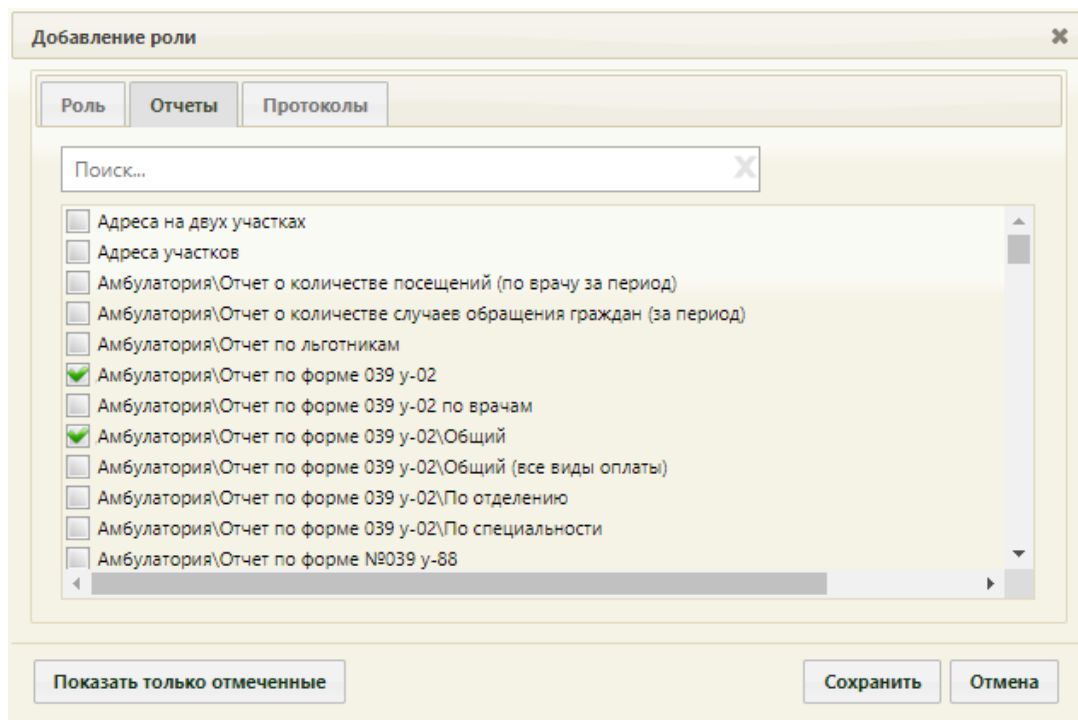 Добавление роли
Роль Отчеты Протоколы
Поиск...
Адреса на двух участках
Адреса участков
Амбулатория\Отчет о количестве посещений (по врачу за период)
Амбулатория\Отчет о количестве случаев обращения граждан (за период)
Амбулатория\Отчет по льготникам
Амбулатория\Отчет по форме 039 у-02
Амбулатория\Отчет по форме 039 у-02 по врачам
Амбулатория\Отчет по форме 039 у-02\Общий
Амбулатория\Отчет по форме 039 у-02\Общий (все виды оплаты)
Амбулатория\Отчет по форме 039 у-02\По отделению
Амбулатория\Отчет по форме 039 у-02\По специальности
Амбулатория\Отчет по форме №039 у-88
Показать только отмеченные Сохранить Отмена